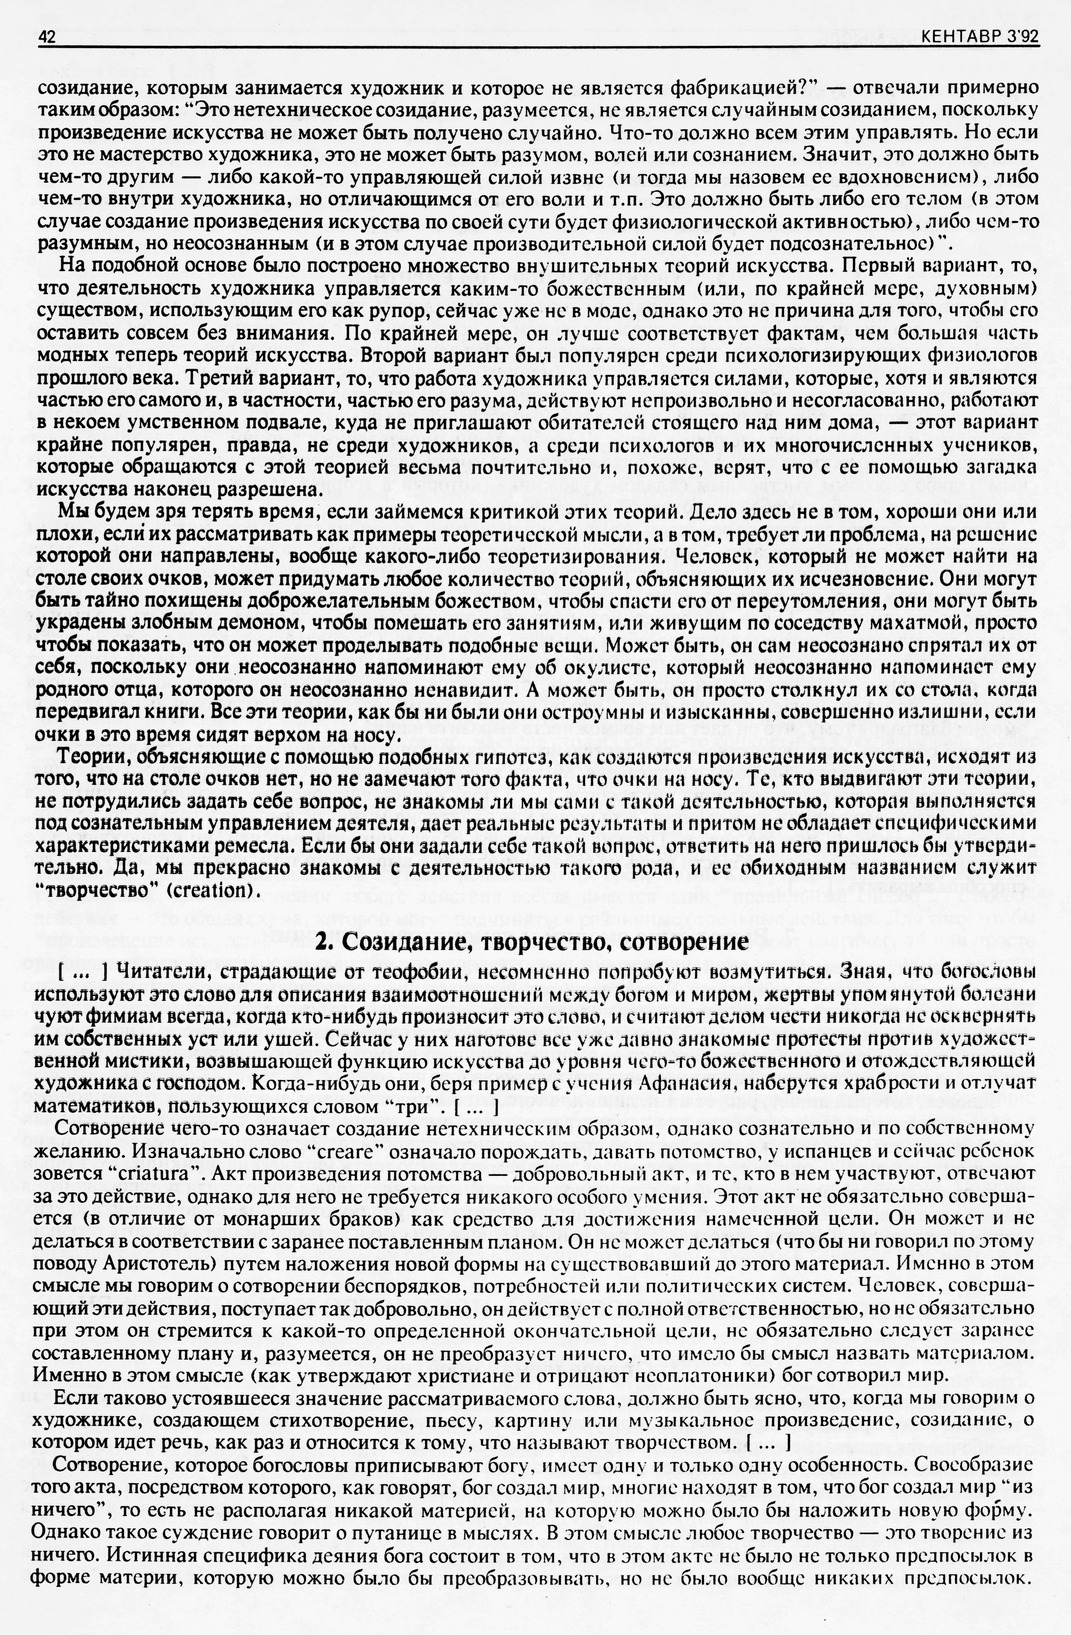 42
КЕНТАВР 3'92
созидание, которым занимается художник и которое не является фабрикацией?” — отвечали примерно
таким образом: “Это нетехническое созидание, разумеется, не является случайным созиданием, поскольку
произведение искусства не может быть получено случайно. Что-то должно всем этим управлять. Но если
это не мастерство художника, это не может быть разумом, волей или сознанием. Значит, это должно быть
чем-то другим — либо какой-то управляющей силой извне (и тогда мы назовем ее вдохновением), либо
чем-то внутри художника, но отличающимся от его воли и т.п. Это должно быть либо его телом (в этом
случае создание произведения искусства по своей сути будет физиологической активностью), либо чем-то
разумным, но неосознанным (и в этом случае производительной силой будет подсознательное)”.
На подобной основе было построено множество внушительных теорий искусства. Первый вариант, то,
что деятельность художника управляется каким-то божественным (или, по крайней мере, духовным)
существом, использующим его как рупор, сейчас уже не в моде, однако это не причина для того, чтобы его
оставить совсем без внимания. По крайней мере, он лучше соответствует фактам, чем большая часть
модных теперь теорий искусства. Второй вариант был популярен среди психологизирующих физиологов
прошлого века. Третий вариант, то, что работа художника управляется силами, которые, хотя и являются
частью его самого и, в частности, частью его разума, действуют непроизвольно и несогласованно, работают
в некоем умственном подвале, куда не приглашают обитателей стоящего над ним дома, — этот вариант
крайне популярен, правда, не среди художников, а среди психологов и их многочисленных учеников,
которые обращаются с этой теорией весьма почтительно и, похоже, верят, что с ее помощью загадка
искусства наконец разрешена.
Мы будем зря терять время, если займемся критикой этих теорий. Дело здесь не в том, хороши они или
плохи, если их рассматривать как примеры теоретической мысли, а в том, требует ли проблема, на решение
которой они направлены, вообще какого-либо теоретизирования. Человек, который не может найти на
столе своих очков, может придумать любое количество теорий, объясняющих их исчезновение. Они могут
быть тайно похищены доброжелательным божеством, чтобы спасти его от переутомления, они могут быть
украдены злобным демоном, чтобы помешать его занятиям, или живущим по соседству махатмой, просто
чтобы показать, что он может проделывать подобные вещи. Может быть, он сам неосознано спрятал их от
себя, поскольку они неосознанно напоминают ему об окулисте, который неосознанно напоминает ему
родного отца, которого он неосознанно ненавидит. А может быть, он просто столкнул их со стола, когда
передвигал книги. Все эти теории, как бы ни были они остроумны и изысканны, совершенно излишни, если
очки в это время сидят верхом на носу.
Теории, объясняющие с помощью подобных гипотез, как создаются произведения искусства, исходят из
того, что на столе очков нет, но не замечают того факта, что очки на носу. Те, кто выдвигают эти теории,
не потрудились задать себе вопрос, не знакомы ли мы сами с такой деятельностью, которая выполняется
под сознательным управлением деятеля, дает реальные результаты и притом не обладает специфическими
характеристиками ремесла. Если бы они задали себе такой вопрос, ответить на него пришлось бы утверди-
тельно. Да, мы прекрасно знакомы с деятельностью такого рода, и ее обиходным названием служит
“творчество” (creation).
2. Созидание, творчество, сотворение
[ ... ] Читатели, страдающие от теофобии, несомненно попробуют возмутиться. Зная, что богословы
используют это слово для описания взаимоотношений между богом и миром, жертвы упомянутой болезни
чуют фимиам всегда, когда кто-нибудь произносит это слово, и считают делом чести никогда не осквернять
им собственных уст или ушей. Сейчас у них наготове все уже давно знакомые протесты против художест-
венной мистики, возвышающей функцию искусства до уровня чего-то божественного и отождествляющей
художника с господом. Когда-нибудь они, беря пример с учения Афанасия, наберутся храбрости и отлучат
математиков, пользующихся словом “три”. [ ... ]
Сотворение чего-то означает создание нетехническим образом, однако сознательно и по собственному
желанию. Изначально слово “creare” означало порождать, давать потомство, у испанцев и сейчас ребенок
зовется “criatura”. Акт произведения потомства — добровольный акт, и те, кто в нем участвуют, отвечают
за это действие, однако для него не требуется никакого особого умения. Этот акт не обязательно соверша-
ется (в отличие от монарших браков) как средство для достижения намеченной цели. Он может и не
делаться в соответствии с заранее поставленным планом. Он не может делаться (что бы ни говорил по этому
поводу Аристотель) путем наложения новой формы на существовавший до этого материал. Именно в этом
смысле мы говорим о сотворении беспорядков, потребностей или политических систем. Человек, соверша-
ющий эти действия, поступает так добровольно, он действует с полной ответственностью, но не обязательно
при этом он стремится к какой-то определенной окончательной цели, не обязательно следует заранее
составленному плану и, разумеется, он не преобразует ничего, что имело бы смысл назвать материалом.
Именно в этом смысле (как утверждают христиане и отрицают неоплатоники) бог сотворил мир.
Если таково устоявшееся значение рассматриваемого слова, должно быть ясно, что, когда мы говорим о
художнике, создающем стихотворение, пьесу, картину или музыкальное произведение, созидание, о
котором идет речь, как раз и относится к тому, что называют творчеством. [ ... ]
Сотворение, которое богословы приписывают богу, имеет одну и только одну особенность. Своеобразие
того акта, посредством которого, как говорят, бог создал мир, многие находят в том, что бог создал мир “из
ничего”, то есть не располагая никакой материей, на которую можно было бы наложить новую форму.
Однако такое суждение говорит о путанице в мыслях. В этом смысле любое творчество — это творение из
ничего. Истинная специфика деяния бога состоит в том, что в этом акте не было не только предпосылок в
форме материи, которую можно было бы преобразовывать, но не было вообще никаких предпосылок.